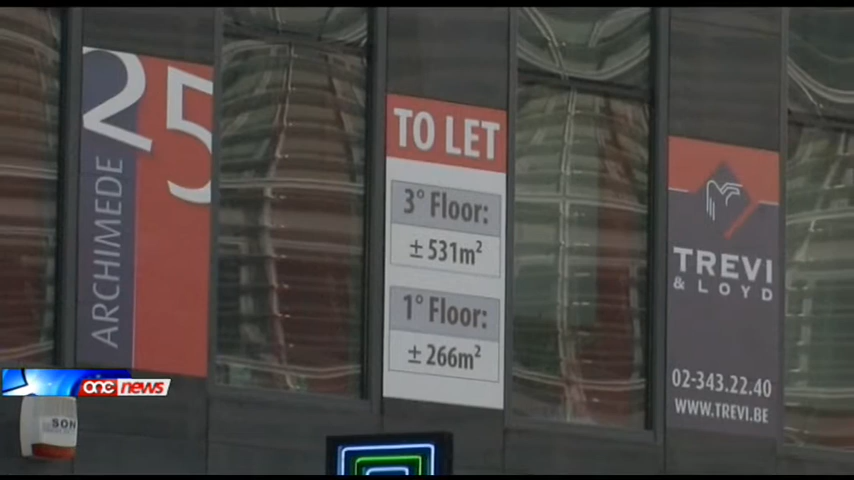 25
ARCHIMEDE
TO LET
3° Floor:
± 531m²
1° Floor:
± 266m²
TREVI
& LOYD
02-343.22.40
WWW.TREVI.BE
one news
SON